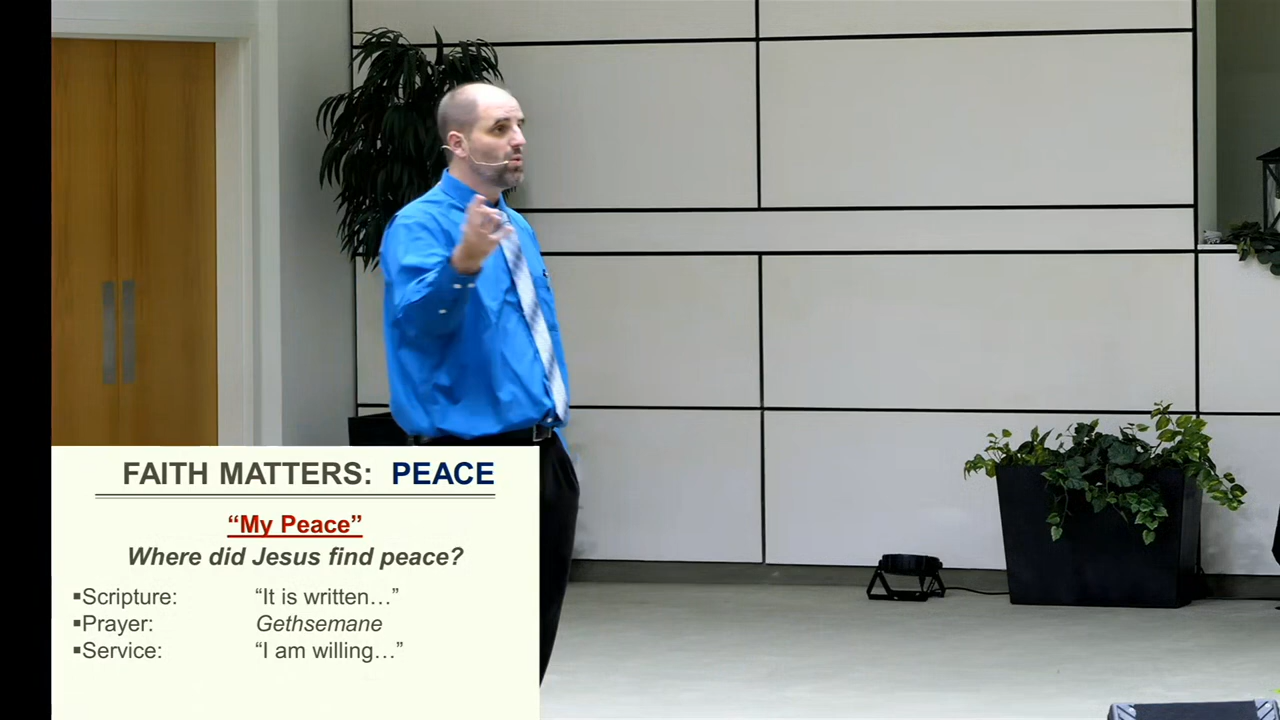 FAITH MATTERS: PEACE
“My Peace”
Where did Jesus find peace?
▪Scripture: “It is written…”
▪Prayer: Gethsemane
▪Service: “I am willing…”